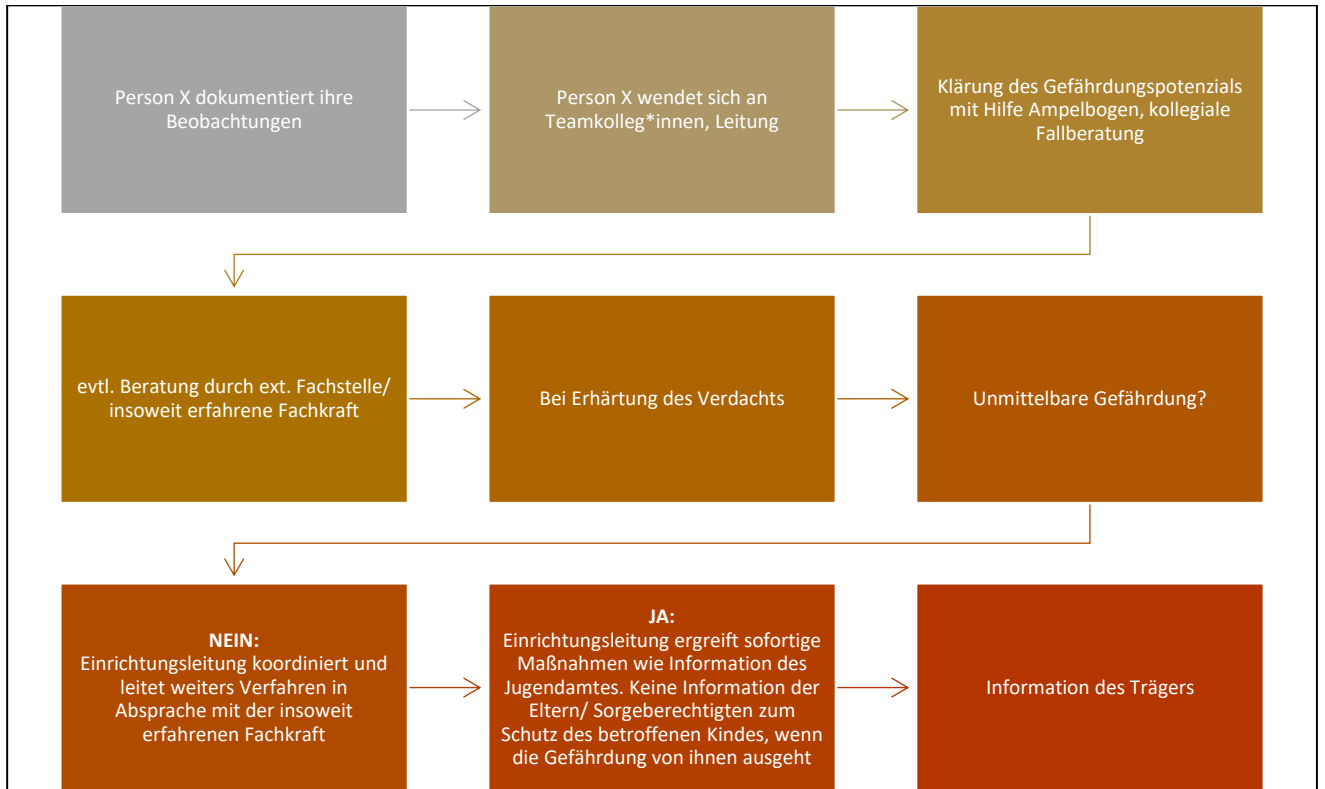 Person X dokumentiert ihre
Beobachtungen
Person X wendet sich an
Teamkolleg*innen, Leitung
Klärung des Gefährdungspotenzials
mit Hilfe Ampelbogen, kollegiale
Fallberatung
evtl. Beratung durch ext. Fachstelle/
insoweit erfahrene Fachkraft
Bei Erhärtung des Verdachts
Unmittelbare Gefährdung?
NEIN:
Einrichtungsleitung koordiniert und
leitet weiters Verfahren in
Absprache mit der insoweit
erfahrenen Fachkraft
JA:
Einrichtungsleitung ergreift sofortige
Maßnahmen wie Information des
Jugendamtes. Keine Information der
Eltern/ Sorgeberechtigten zum
Schutz des betroffenen Kindes, wenn
die Gefährdung von ihnen ausgeht
Information des Trägers